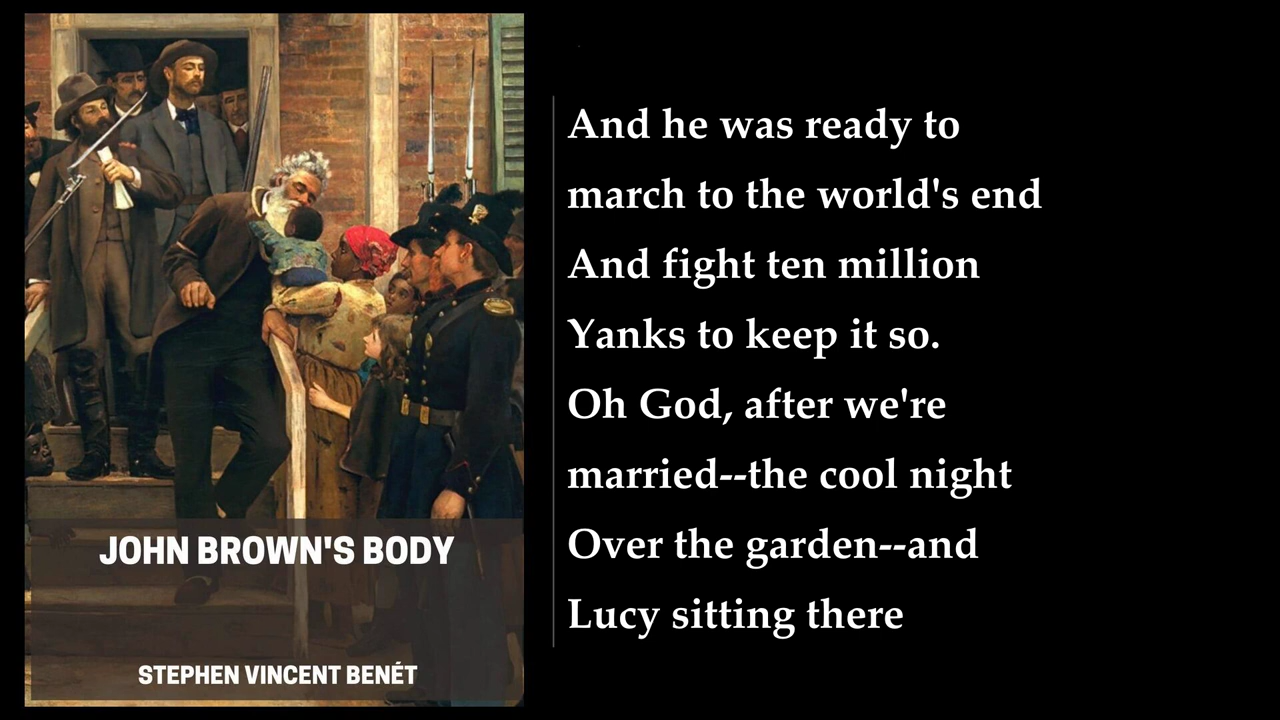 JOHN BROWN'S BODY
STEPHEN VINCENT BENÉT
And he was ready to
march to the world's end
And fight ten million
Yanks to keep it so.
Oh God, after we're
married--the cool night
Over the garden--and
Lucy sitting there